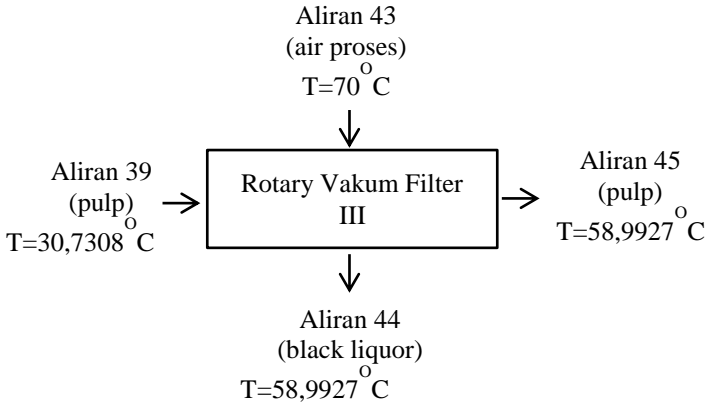 Aliran 43
(air proses)
T=70°C
Aliran 39
(pulp)
T=30,7308°C
Rotary Vakum Filter
III
Aliran 45
(pulp)
T=58,9927°C
Aliran 44
(black liquor)
T=58,9927°C